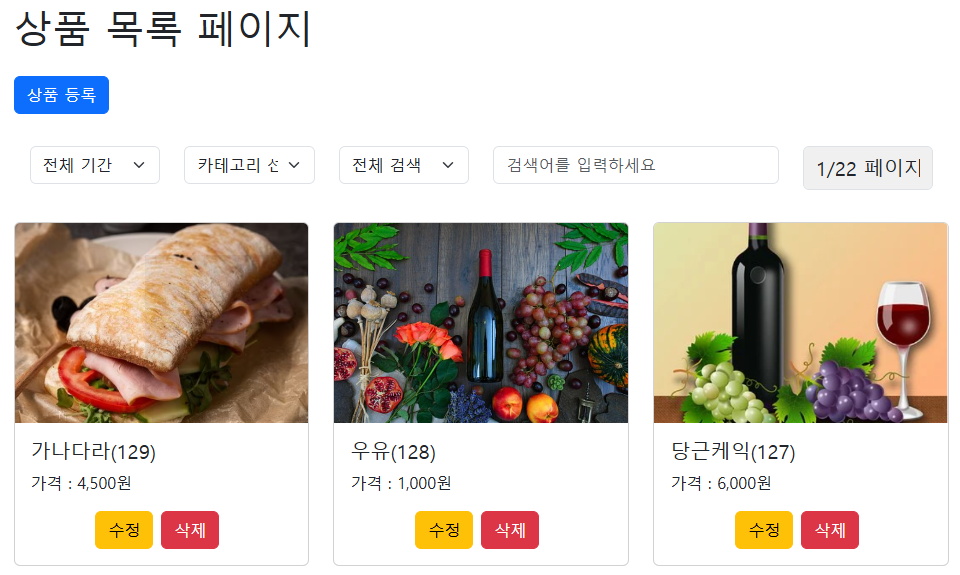 상품 목록 페이지
상품 등록
전체 기간 카테고리 전체 검색 검색어를 입력하세요 1/22 페이지
가나다라(129) 우유(128) 당근케익(127)
가격 : 4,500원 가격 : 1,000원 가격 : 6,000원
수정 삭제 수정 삭제 수정 삭제